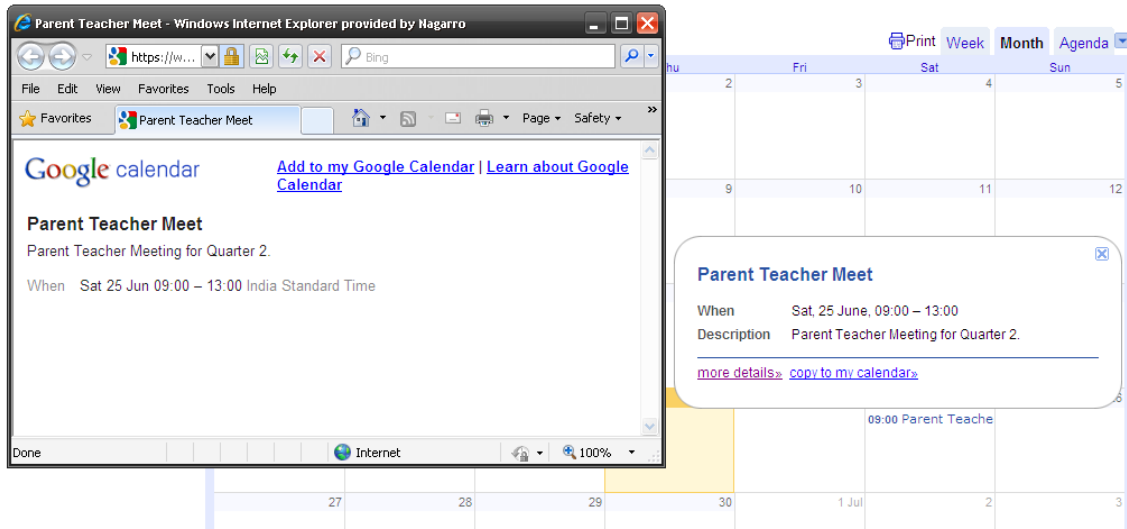 Parent Teacher Meet - Windows Internet Explorer provided by Nagarro
https://w...
Bing
File Edit View Favorites Tools Help
Favorites Parent Teacher Meet Page Safety »
Google calendar
Add to my Google Calendar | Learn about Google
Calendar
Parent Teacher Meet
Parent Teacher Meeting for Quarter 2.
When Sat 25 Jun 09:00 – 13:00 India Standard Time
Done Internet 100%
Print Week Month Agenda
hu Fri Sat Sun
2 3 4 5
9 10 11 12
Parent Teacher Meet
When Sat, 25 June, 09:00 – 13:00
Description Parent Teacher Meeting for Quarter 2.
more details» copy to my calendar»
09:00 Parent Teache
27 28 29 30 1 Jul 2 3